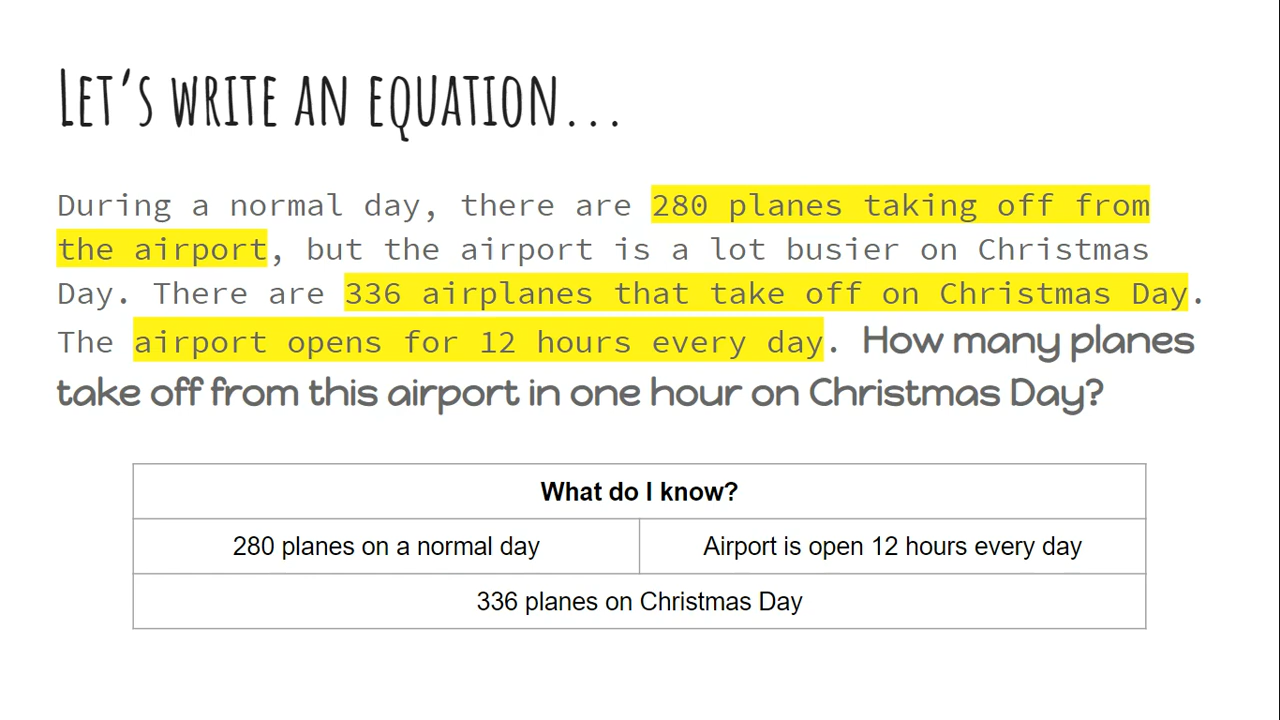 Let's write an equation...
During a normal day, there are 280 planes taking off from
the airport, but the airport is a lot busier on Christmas
Day. There are 336 airplanes that take off on Christmas Day.
The airport opens for 12 hours every day. How many planes
take off from this airport in one hour on Christmas Day?
What do I know?
280 planes on a normal day
Airport is open 12 hours every day
336 planes on Christmas Day